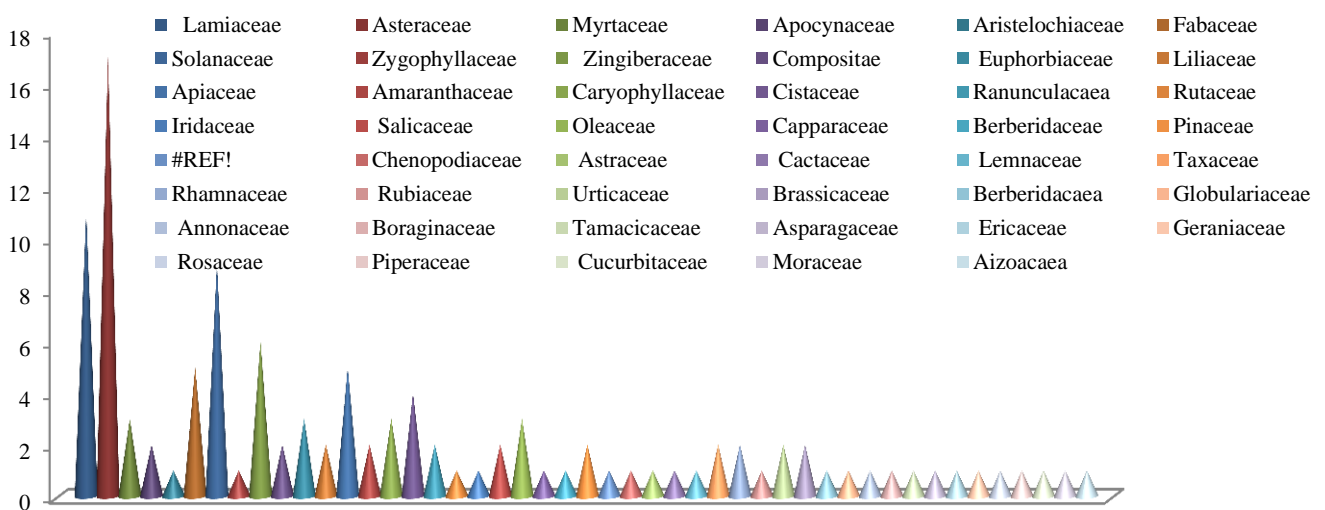 Lamiaceae Asteraceae Myrtaceae Apocynaceae Aristelochiaceae Fabaceae
18
Solanaceae Zygophyllaceae Zingiberaceae Compositae Euphorbiaceae Liliaceae
16
Apiaceae Amaranthaceae Caryophyllaceae Cistaceae Ranunculacaea Rutaceae
14
Iridaceae Salicaceae Oleaceae Capparaceae Berberidaceae Pinaceae
12
#REF! Chenopodiaceae Astraceae Cactaceae Lemnaceae Taxaceae
Rhamnaceae Rubiaceae Urticaceae Brassicaceae Berberidacaea Globulariaceae
Annonaceae Boraginaceae Tamacicaceae Asparagaceae Ericaceae Geraniaceae
10
Rosaceae Piperaceae Cucurbitaceae Moraceae Aizoacaea
8
6
4
2
0